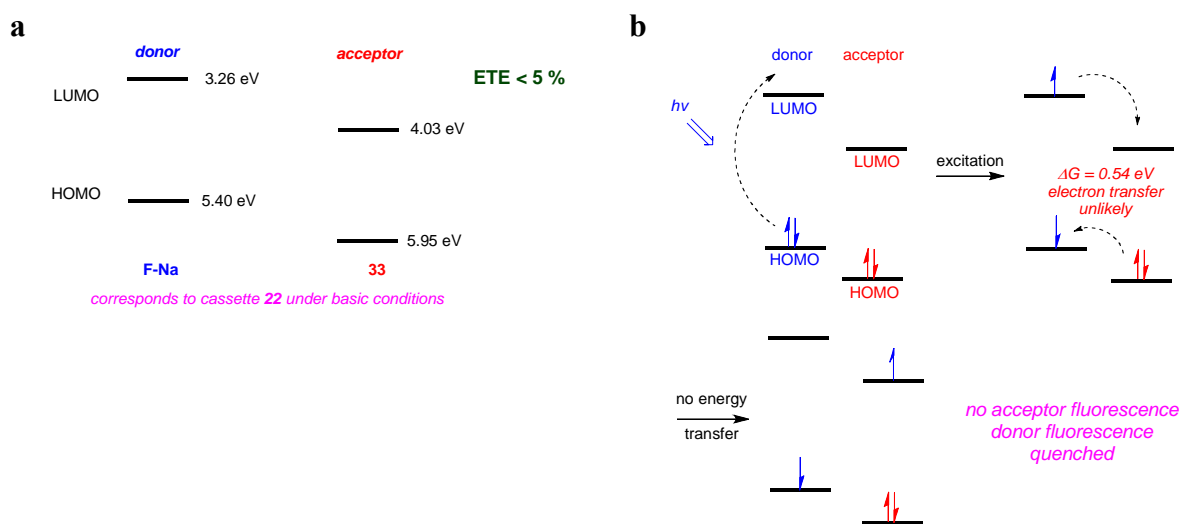 a
donor
acceptor
LUMO
3.26 eV
ETE < 5 %
4.03 eV
HOMO
5.40 eV
5.95 eV
F-Na
33
corresponds to cassette 22 under basic conditions
b
donor
acceptor
hv
LUMO
LUMO
excitation
ΔG = 0.54 eV
electron transfer
unlikely
HOMO
HOMO
no energy
transfer
no acceptor fluorescence
donor fluorescence
quenched